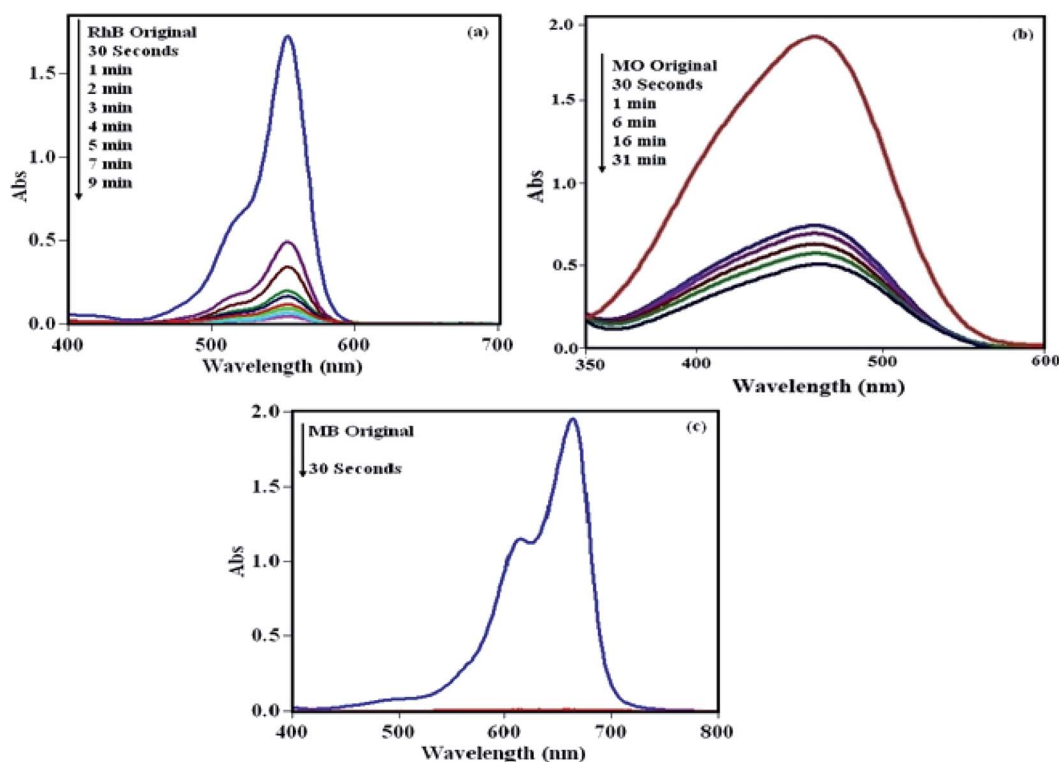 RhB Original
30 Seconds
1 min
2 min
3 min
4 min
5 min
7 min
9 min
(a)
1.5
1.0
0.5
0.0
Abs
400 500 600 700
Wavelength (nm)
MO Original
30 Seconds
1 min
6 min
16 min
31 min
(b)
2.0
1.5
1.0
0.5
0.0
Abs
350 400 500 600
Wavelength (nm)
MB Original
30 Seconds
(c)
2.0
1.5
1.0
0.5
0.0
Abs
400 500 600 700 800
Wavelength (nm)